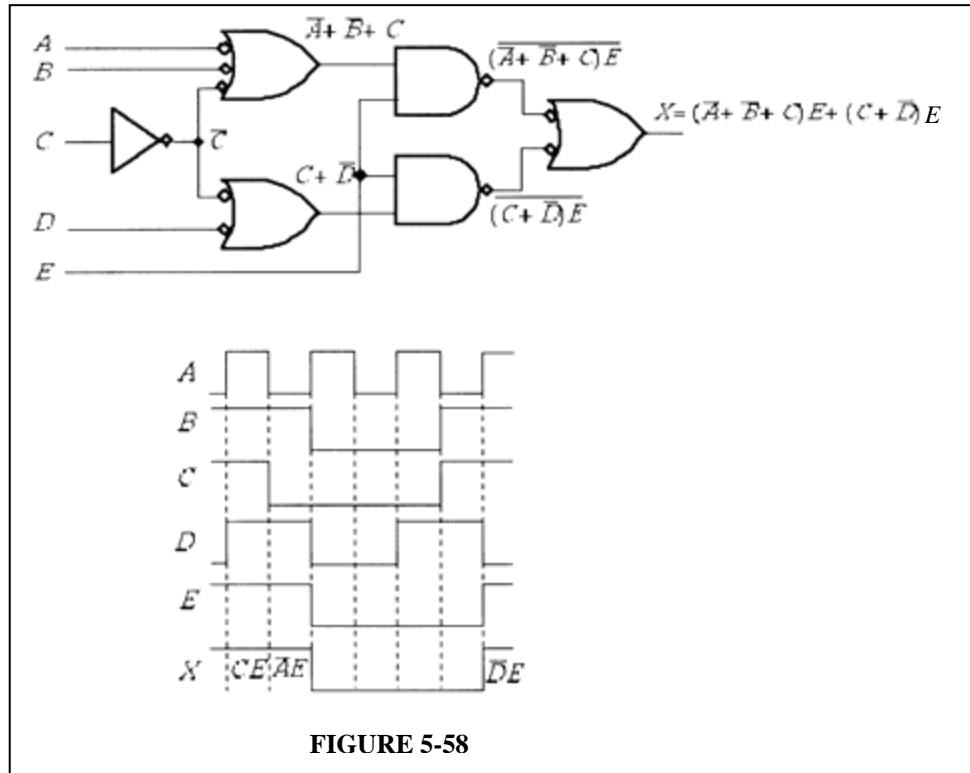 A
B
C
D
E
A̅ + B̅ + C
C̅
C + D̅
(A̅ + B̅ + C)E
(C + D̅)E
X = (A̅ + B̅ + C)E + (C + D̅)E
A
B
C
D
E
X CE A̅E D̅E
FIGURE 5-58